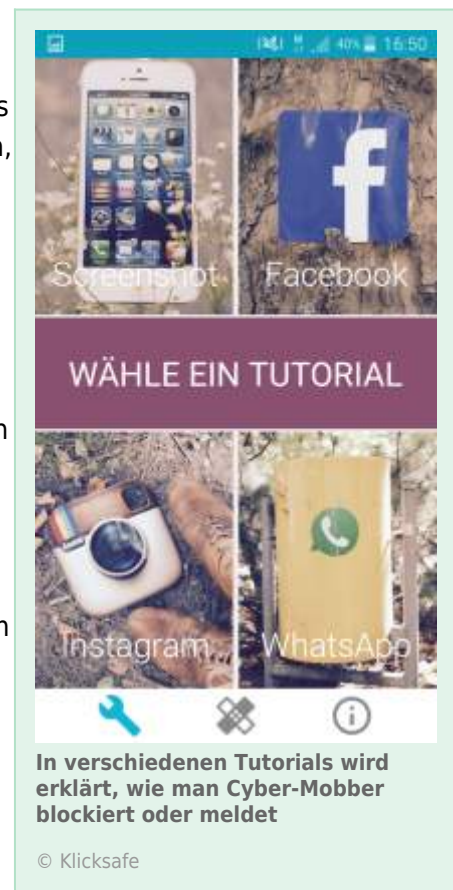 s
,
n
n
40% 16:50
Screenshot
Facebook
WÄHLE EIN TUTORIAL
Instagram
WhatsApp
In verschiedenen Tutorials wird
erklärt, wie man Cyber-Mobber
blockiert oder meldet
© Klicksafe